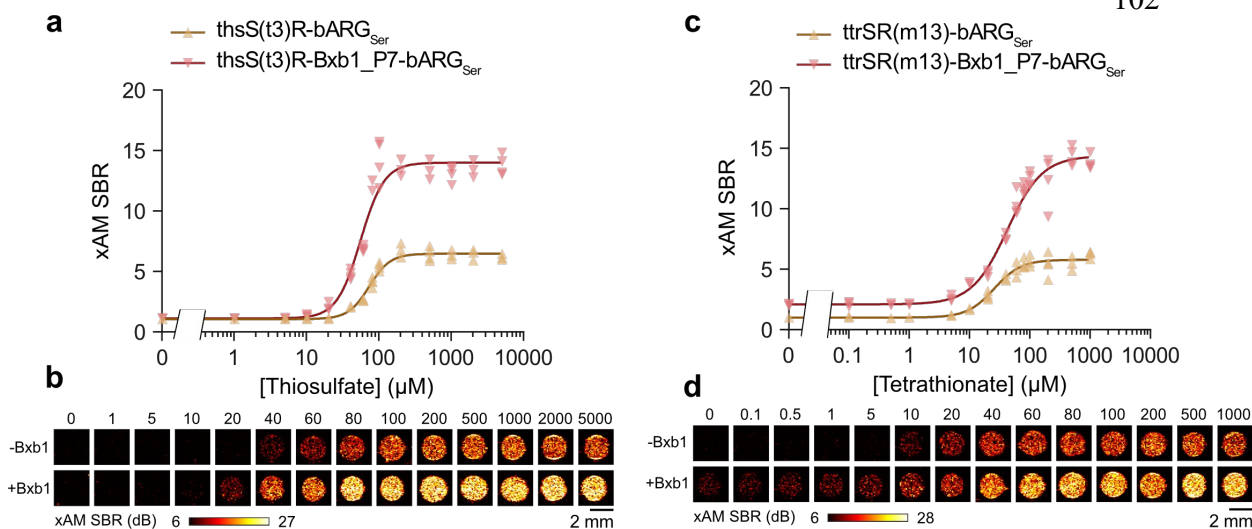 102
a
thsS(t3)R-bARGSer
thsS(t3)R-Bxb1_P7-bARGSer
20
15
10
5
0
xAM SBR
0 1 10 100 1000 10000
[Thiosulfate] (µM)
c
ttrSR(m13)-bARGSer
ttrSR(m13)-Bxb1_P7-bARGSer
20
15
10
5
0
xAM SBR
0 0.1 1 10 100 1000 10000
[Tetrathionate] (µM)
b
0 1 5 10 20 40 60 80 100 200 500 1000 2000 5000
-Bxb1
+Bxb1
xAM SBR (dB) 6 27
2 mm
d
0 0.1 0.5 1 5 10 20 40 60 80 100 200 500 1000
-Bxb1
+Bxb1
xAM SBR (dB) 6 28
2 mm